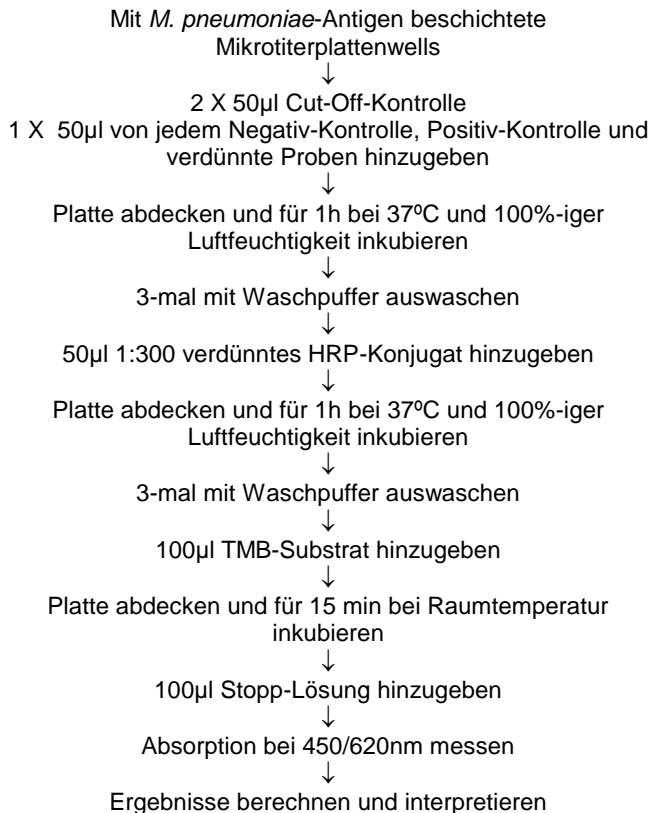 Mit M. pneumoniae-Antigen beschichtete
Mikrotiterplattenwells
↓
2 X 50µl Cut-Off-Kontrolle
1 X  50µl von jedem Negativ-Kontrolle, Positiv-Kontrolle und
verdünnte Proben hinzugeben
↓
Platte abdecken und für 1h bei 37ºC und 100%-iger
Luftfeuchtigkeit inkubieren
↓
3-mal mit Waschpuffer auswaschen
↓
50µl 1:300 verdünntes HRP-Konjugat hinzugeben
↓
Platte abdecken und für 1h bei 37ºC und 100%-iger
Luftfeuchtigkeit inkubieren
↓
3-mal mit Waschpuffer auswaschen
↓
100µl TMB-Substrat hinzugeben
↓
Platte abdecken und für 15 min bei Raumtemperatur
inkubieren
↓
100µl Stopp-Lösung hinzugeben
↓
Absorption bei 450/620nm messen
↓
Ergebnisse berechnen und interpretieren